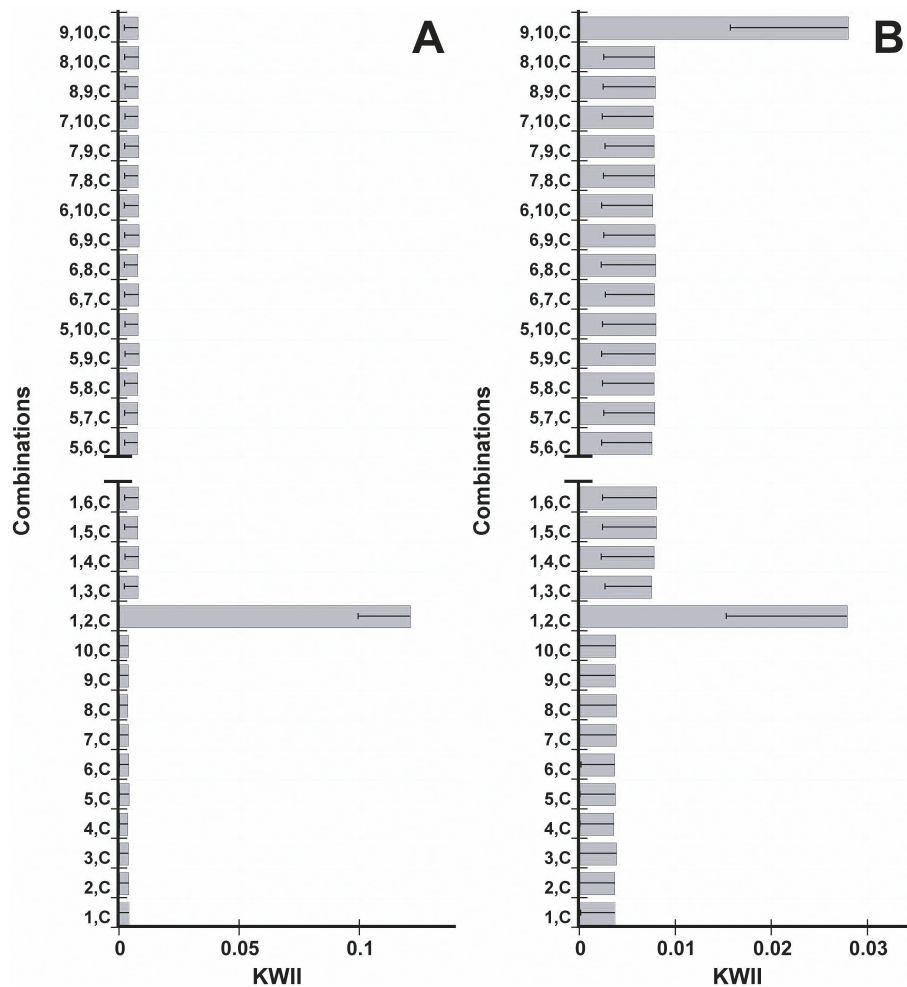 A
9,10,C
8,10,C
8,9,C
7,10,C
7,9,C
7,8,C
6,10,C
6,9,C
6,8,C
6,7,C
5,10,C
5,9,C
5,8,C
5,7,C
5,6,C
1,6,C
1,5,C
1,4,C
1,3,C
1,2,C
10,C
9,C
8,C
7,C
6,C
5,C
4,C
3,C
2,C
1,C
Combinations
0 0.05 0.1
KWII
B
9,10,C
8,10,C
8,9,C
7,10,C
7,9,C
7,8,C
6,10,C
6,9,C
6,8,C
6,7,C
5,10,C
5,9,C
5,8,C
5,7,C
5,6,C
1,6,C
1,5,C
1,4,C
1,3,C
1,2,C
10,C
9,C
8,C
7,C
6,C
5,C
4,C
3,C
2,C
1,C
Combinations
0 0.01 0.02 0.03
KWII